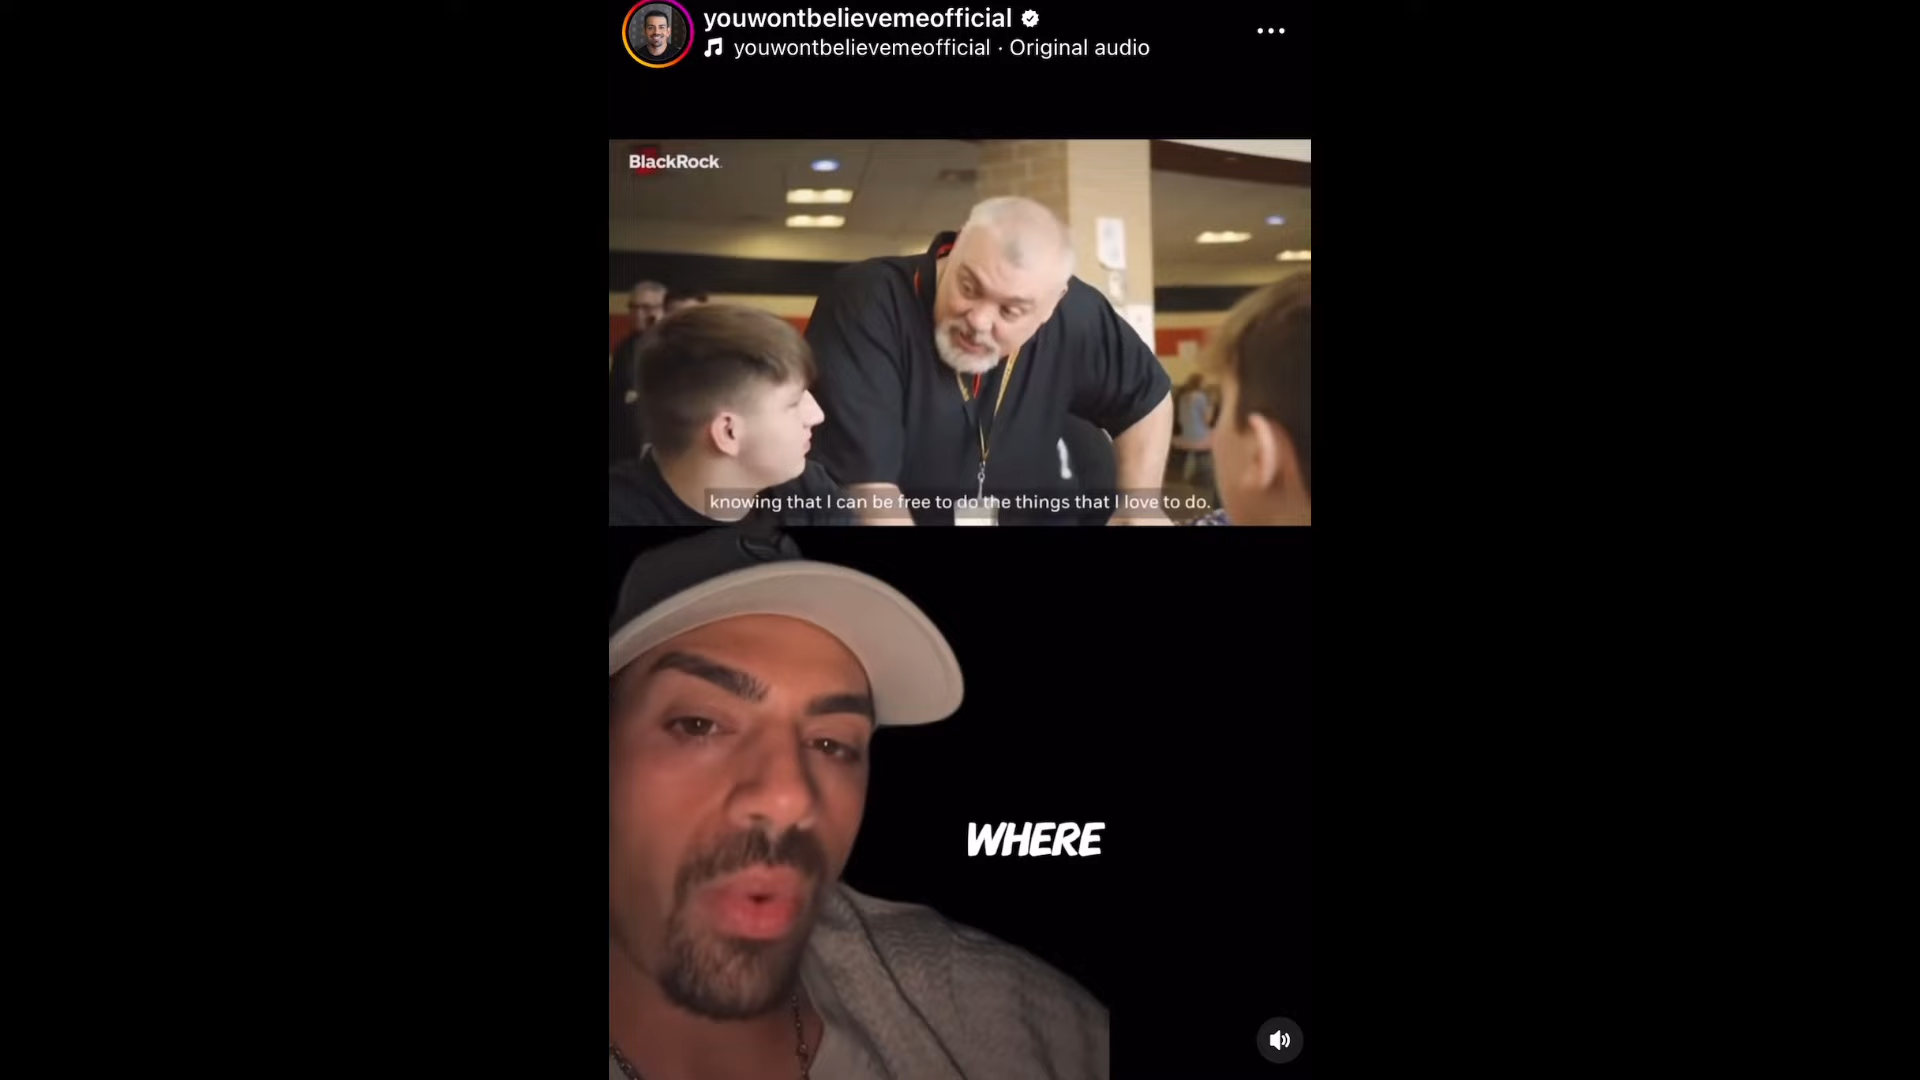 youwontbelievemeofficial
youwontbelievemeofficial · Original audio
BlackRock
knowing that I can be free to do the things that I love to do.
WHERE